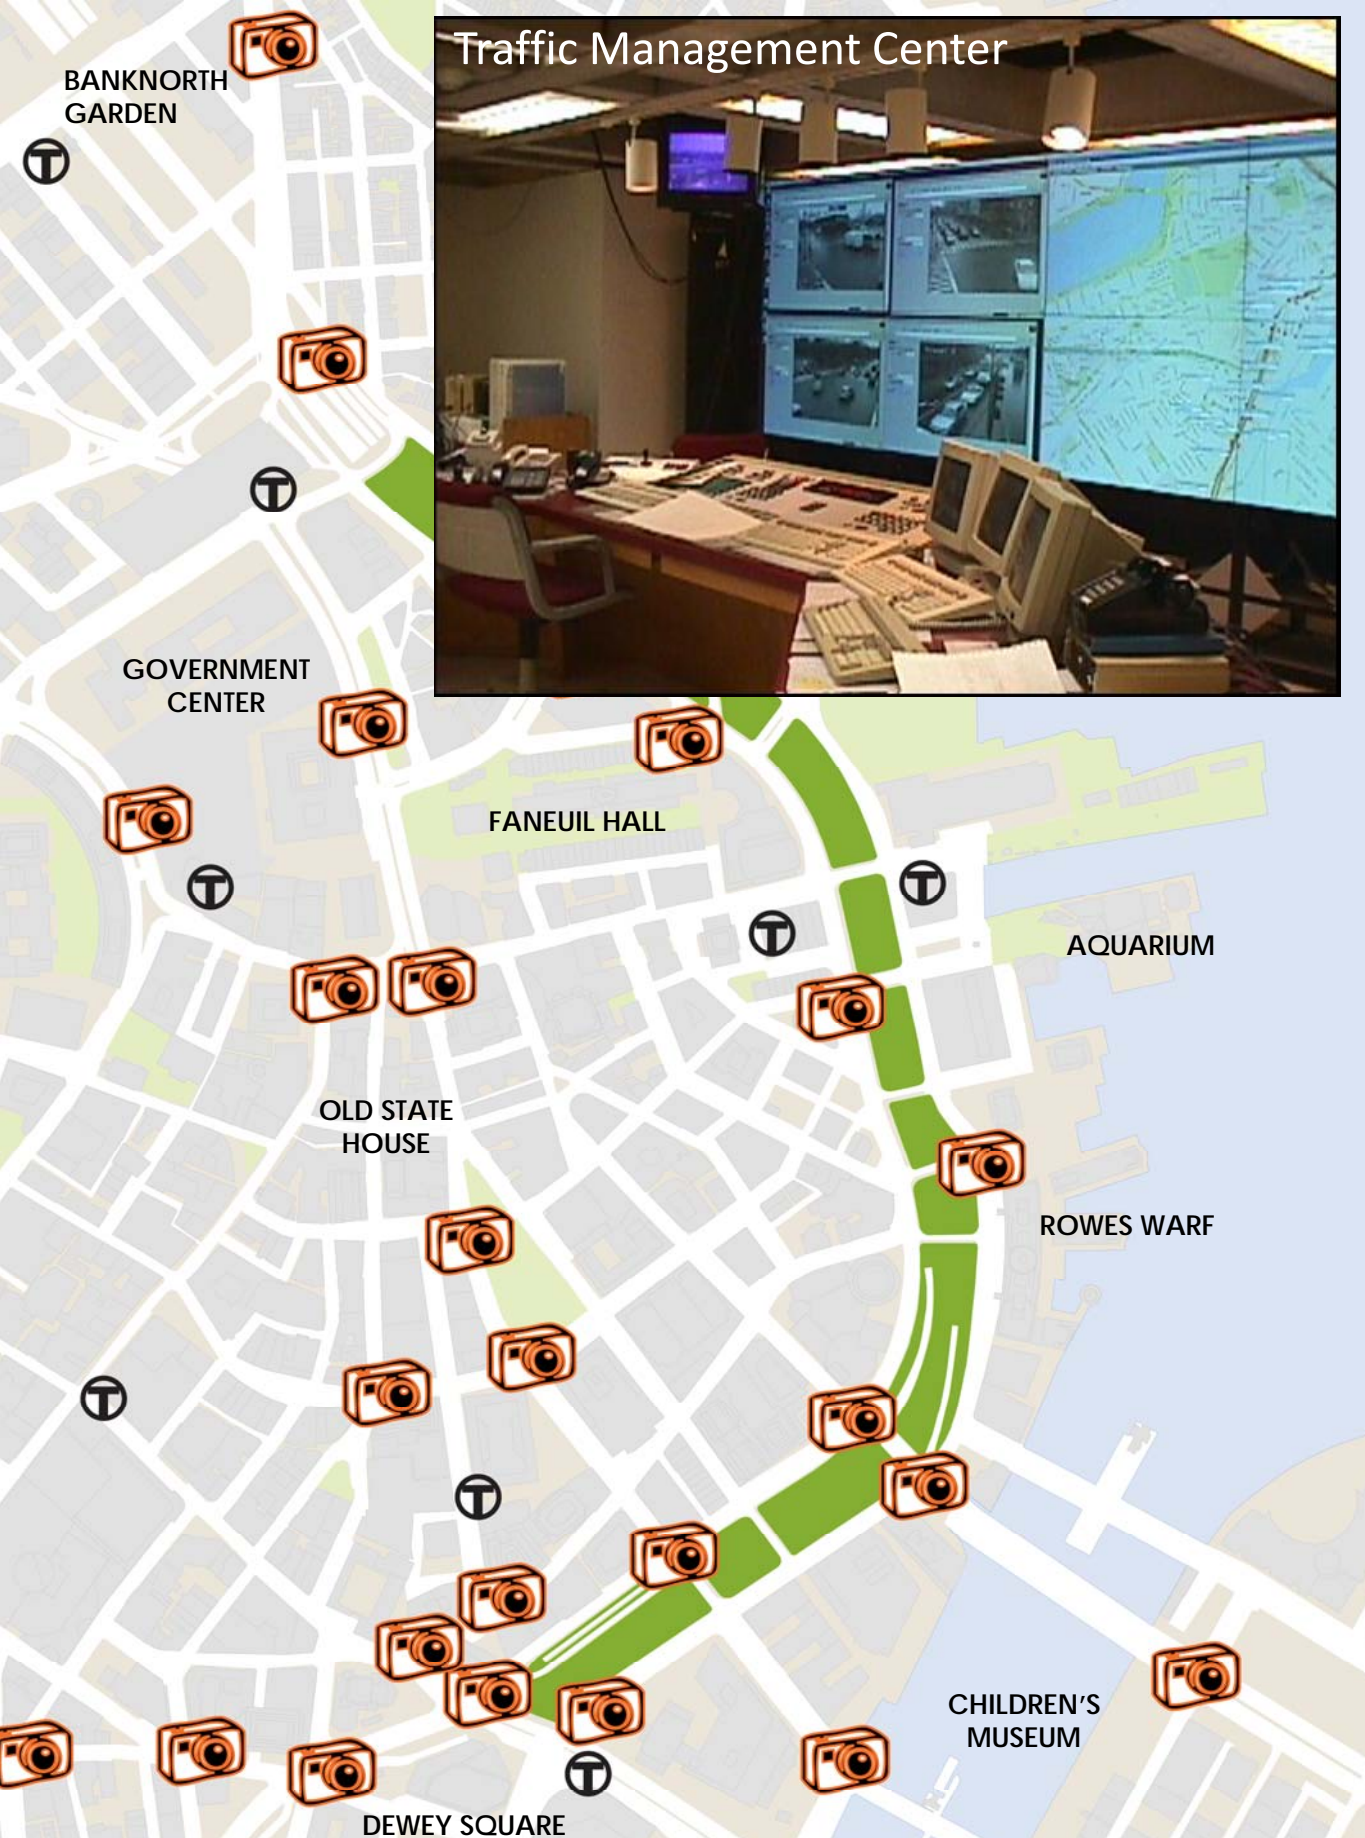 Traffic Management Center
BANKNORTH
GARDEN
T
T
GOVERNMENT
CENTER
FANEUIL HALL
T
T
T
AQUARIUM
OLD STATE
HOUSE
ROWES WARF
T
T
CHILDREN'S
MUSEUM
T
DEWEY SQUARE